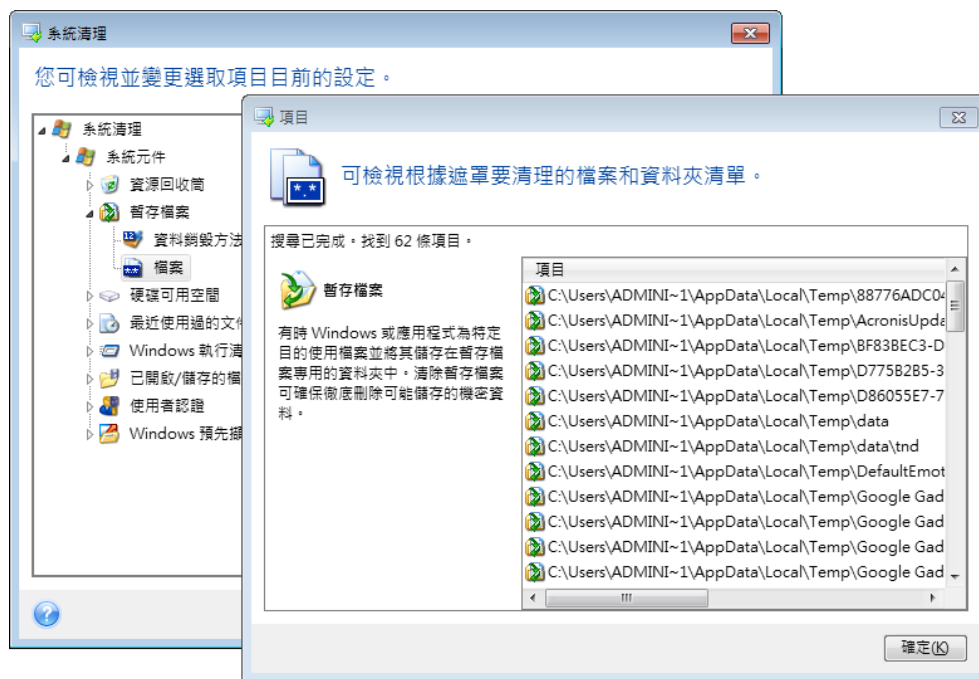 系統清理
您可檢視並變更選取項目目前的設定。
系統清理
系統元件
資源回收筒
暫存檔案
資料銷毀方法
檔案
硬碟可用空間
最近使用過的文件
Windows 執行清
已開啟/儲存的檔
使用者認證
Windows 預先擷
項目
可檢視根據遮罩要清理的檔案和資料夾清單。
搜尋已完成。找到 62 條項目。
暫存檔案
有時 Windows 或應用程式為特定
目的使用檔案並將其儲存在暫存檔
案專用的資料夾中。清除暫存檔案
可確保徹底刪除可能儲存的機密資
料。
項目
C:\Users\ADMINI~1\AppData\Local\Temp\88776ADC04
C:\Users\ADMINI~1\AppData\Local\Temp\AcronisUpda
C:\Users\ADMINI~1\AppData\Local\Temp\BF83BEC3-D
C:\Users\ADMINI~1\AppData\Local\Temp\D775B2B5-3
C:\Users\ADMINI~1\AppData\Local\Temp\D86055E7-7
C:\Users\ADMINI~1\AppData\Local\Temp\data
C:\Users\ADMINI~1\AppData\Local\Temp\data\tnd
C:\Users\ADMINI~1\AppData\Local\Temp\DefaultEmot
C:\Users\ADMINI~1\AppData\Local\Temp\Google Gad
C:\Users\ADMINI~1\AppData\Local\Temp\Google Gad
C:\Users\ADMINI~1\AppData\Local\Temp\Google Gad
C:\Users\ADMINI~1\AppData\Local\Temp\Google Gad
確定(K)